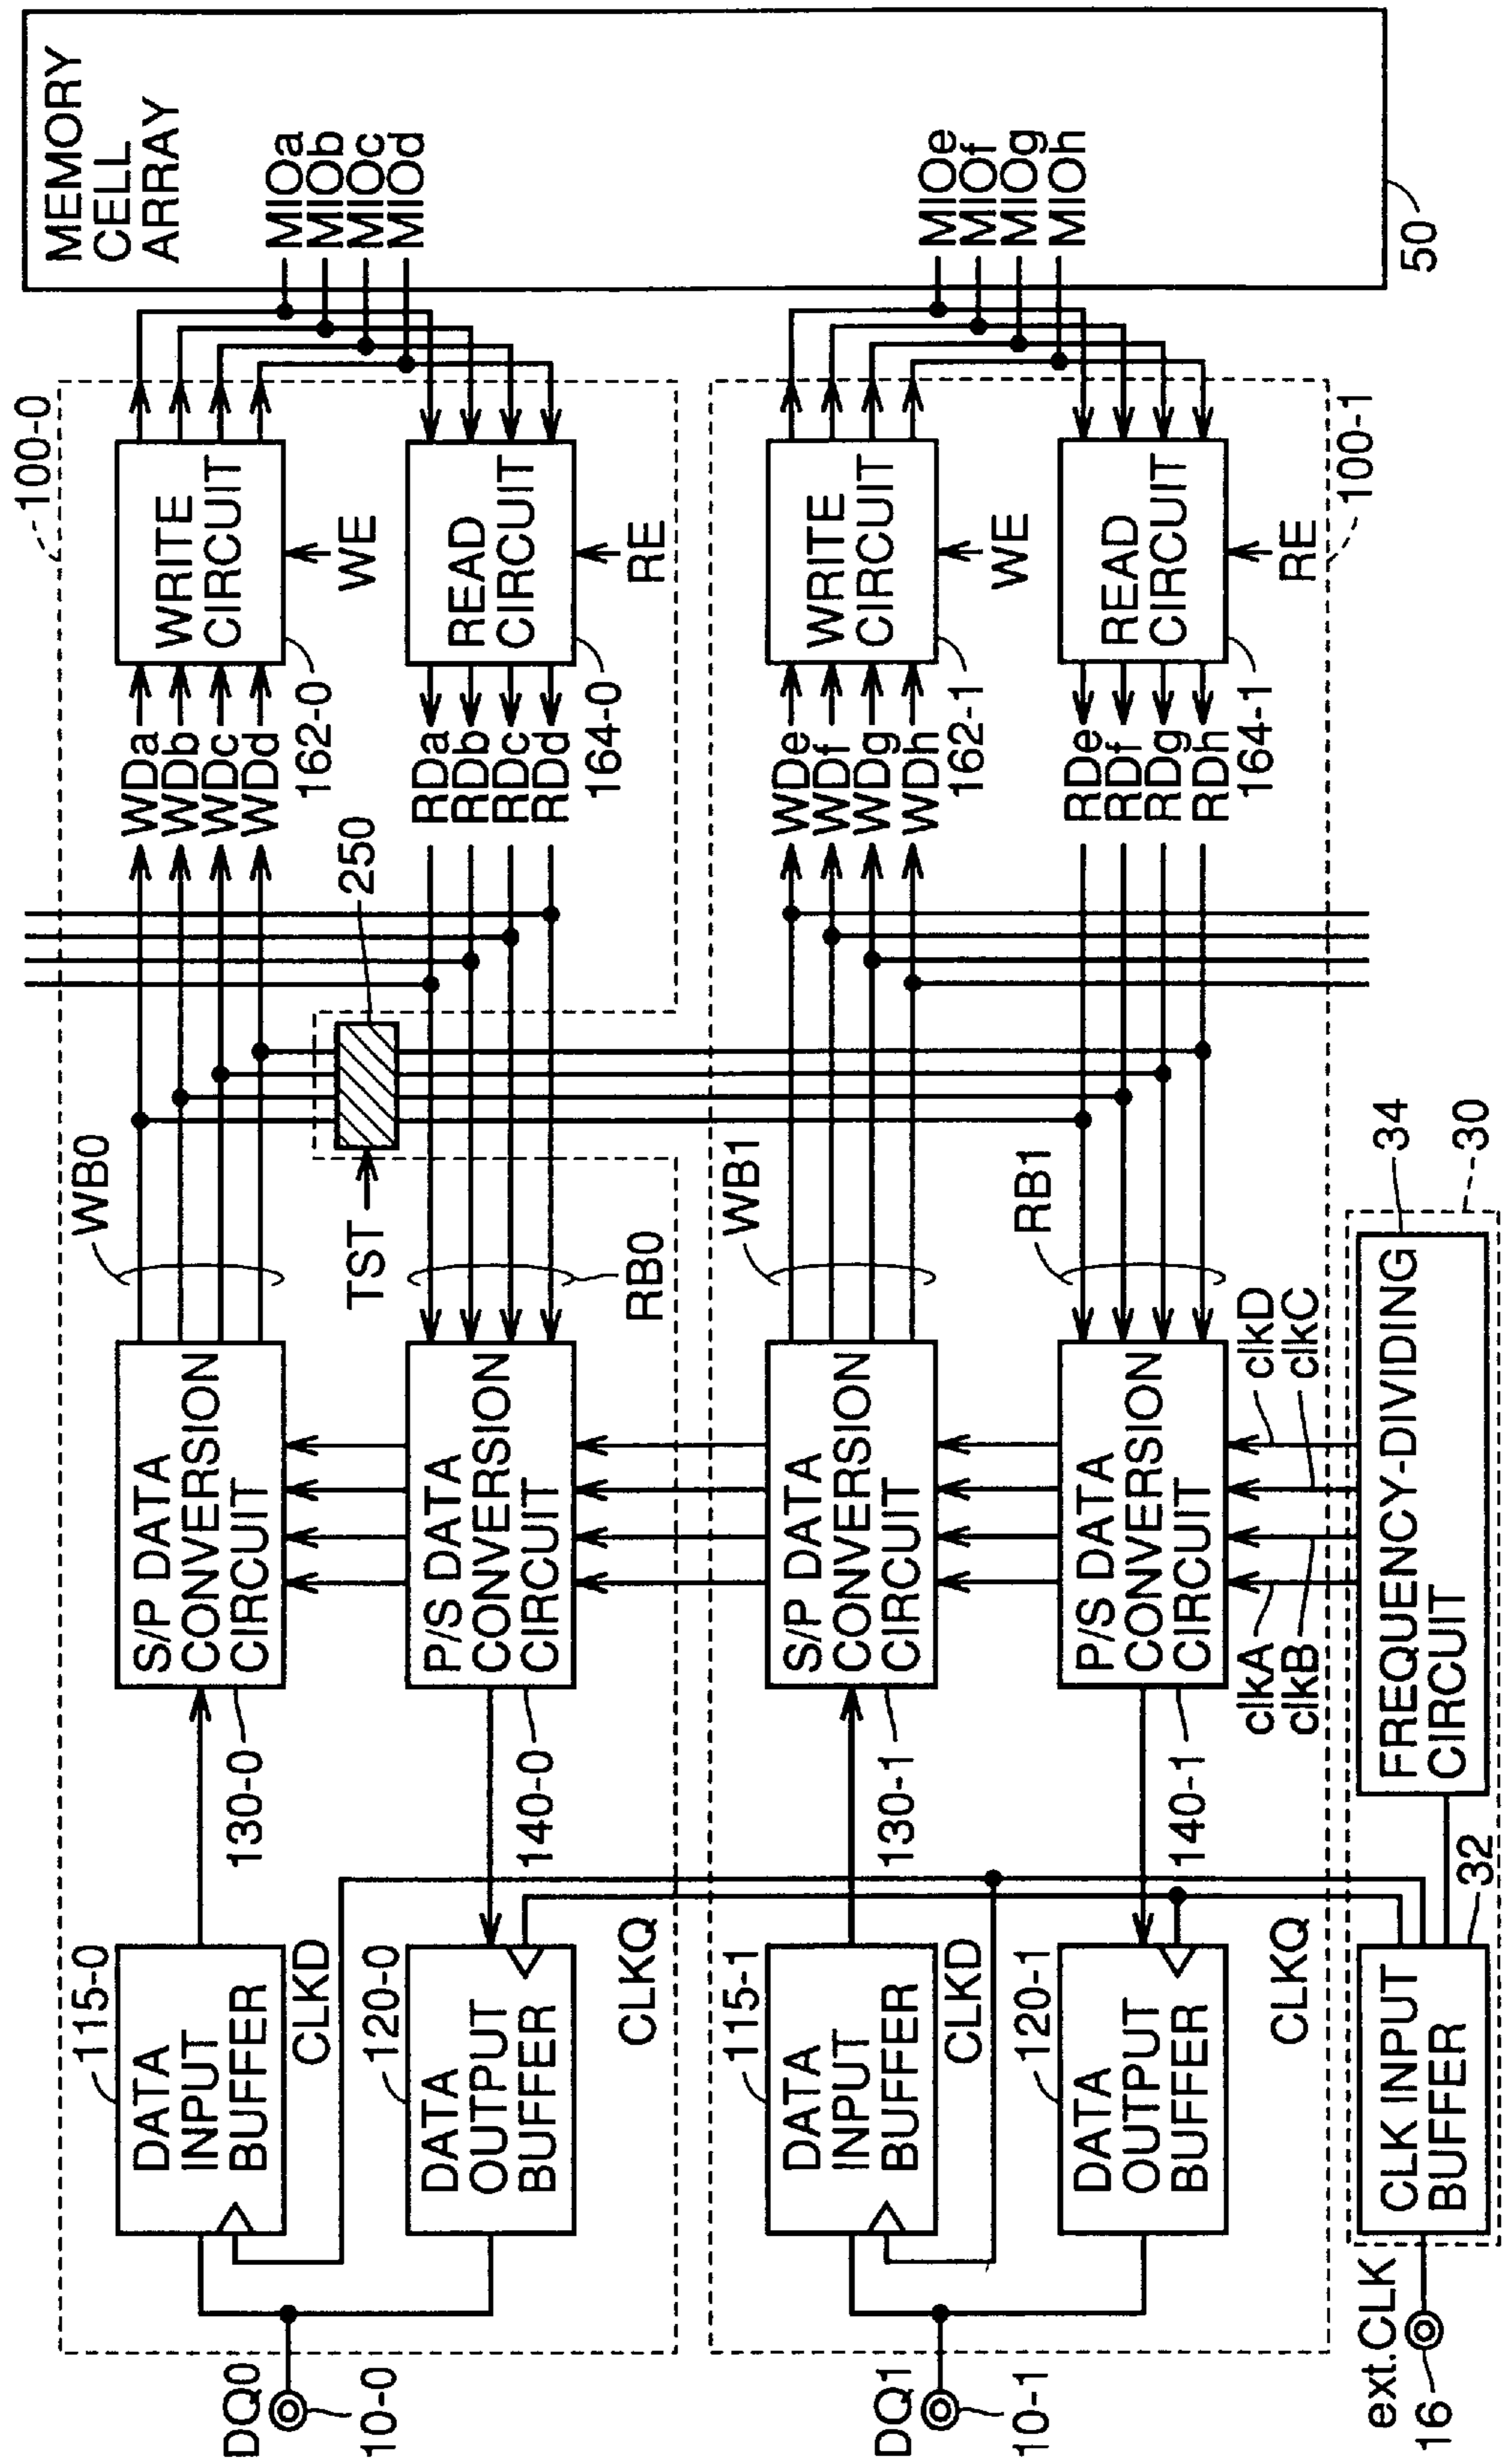 100-0
MEMORY
CELL
ARRAY
DQ0
10-0
115-0
DATA
INPUT
BUFFER
CLKD
120-0
DATA
OUTPUT
BUFFER
CLKQ
130-0
S/P DATA
CONVERSION
CIRCUIT
140-0
P/S DATA
CONVERSION
CIRCUIT
WB0
TST
RB0
250
WDa
WDb
WDc
WDd
162-0
RDa
RDb
RDc
RDd
164-0
WRITE
CIRCUIT
WE
READ
CIRCUIT
RE
MIOa
MIOb
MIOc
MIOd
DQ1
10-1
115-1
DATA
INPUT
BUFFER
CLKD
120-1
DATA
OUTPUT
BUFFER
CLKQ
130-1
S/P DATA
CONVERSION
CIRCUIT
140-1
P/S DATA
CONVERSION
CIRCUIT
WB1
RB1
WDe
WDf
WDg
WDh
162-1
RDe
RDf
RDg
RDh
164-1
WRITE
CIRCUIT
WE
READ
CIRCUIT
RE
100-1
MIOe
MIOf
MIOg
MIOh
50
clkA
clkB
clkD
clkC
ext.CLK
16
CLK INPUT
BUFFER
32
FREQUENCY-DIVIDING
CIRCUIT
34
30